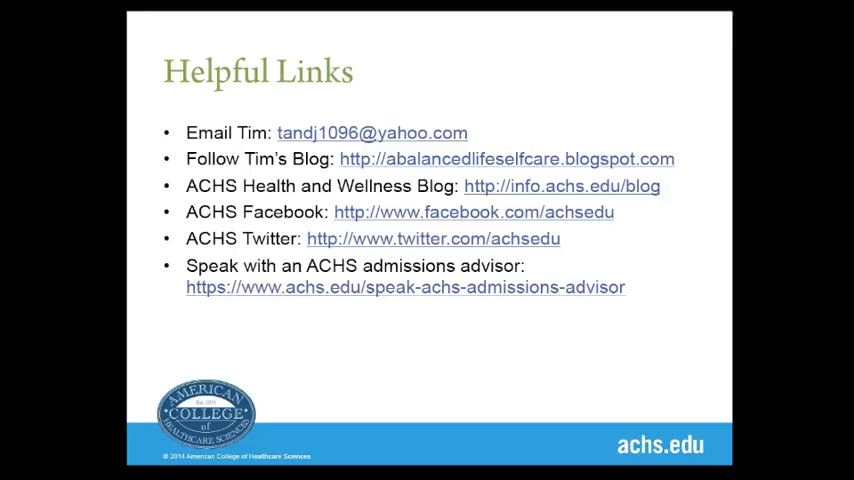 Helpful Links
• Email Tim: tandj1096@yahoo.com
• Follow Tim's Blog: http://abalancedlifeselfcare.blogspot.com
• ACHS Health and Wellness Blog: http://info.achs.edu/blog
• ACHS Facebook: http://www.facebook.com/achsedu
• ACHS Twitter: http://www.twitter.com/achsedu
• Speak with an ACHS admissions advisor:
https://www.achs.edu/speak-achs-admissions-advisor
AMERICAN
COLLEGE
of
HEALTHCARE SCIENCES
achs.edu
© 2014 American College of Healthcare Sciences